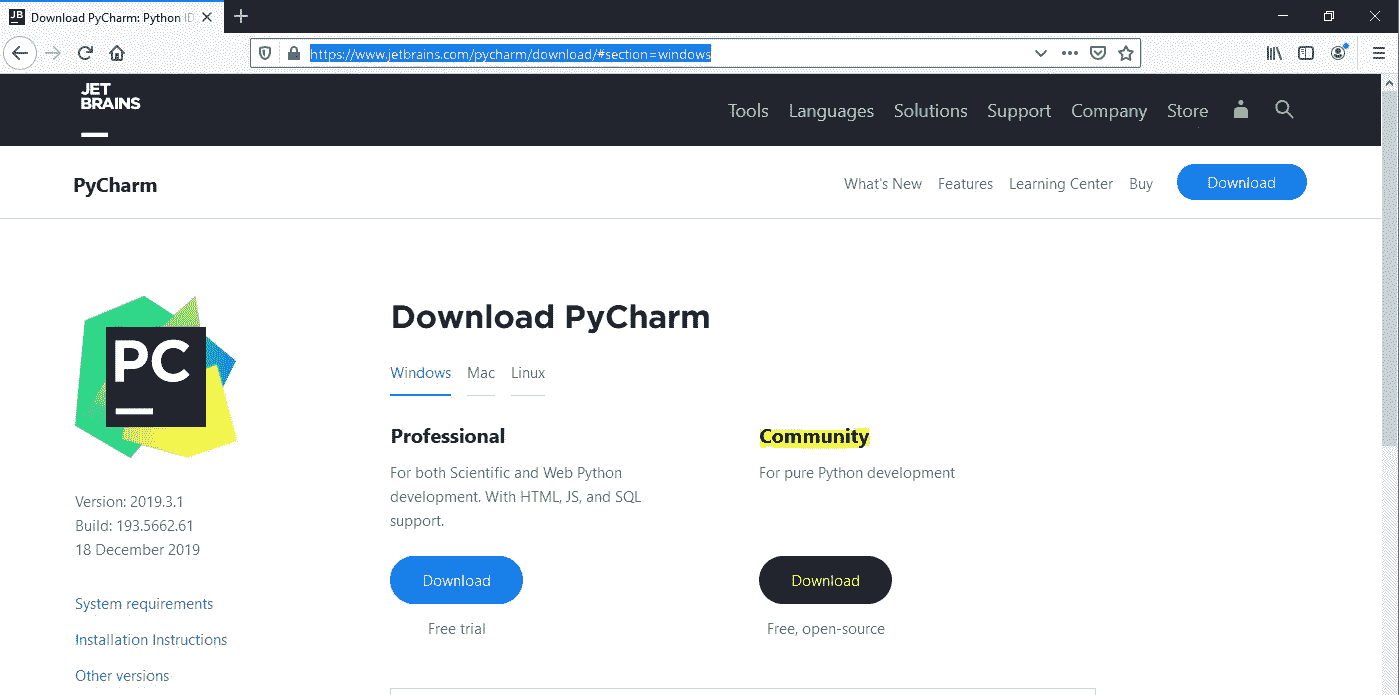 JB Download PyCharm: Python ID
https://www.jetbrains.com/pycharm/download/#section=windows
JET
BRAINS
Tools Languages Solutions Support Company Store
PyCharm
What's New Features Learning Center Buy Download
Download PyCharm
PC
Windows Mac Linux
Professional
Community
For both Scientific and Web Python
development. With HTML, JS, and SQL
support.
For pure Python development
Version: 2019.3.1
Build: 193.5662.61
18 December 2019
Download
Download
Free trial
Free, open-source
System requirements
Installation Instructions
Other versions